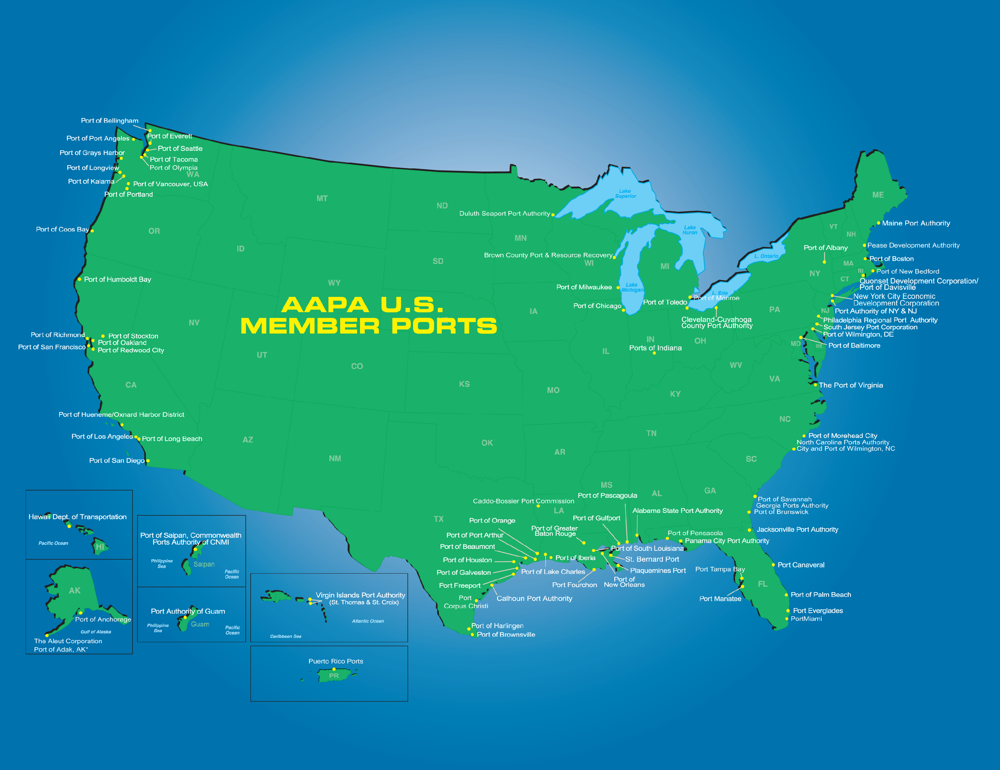 Port of Bellingham
Port of Port Angeles
Port of Everett
Port of Seattle
Port of Grays Harbor
Port of Tacoma
Port of Olympia
Port of Longview
WA
Port of Kalama
Port of Vancouver, USA
Port of Portland
Port of Coos Bay
OR
ID
MT
ND
SD
WY
MN
WI
MI
Port of Humboldt Bay
AAPA U.S.
MEMBER PORTS
NV
UT
CO
CA
Port of Richmond
Port of Stockton
Port of Oakland
Port of San Francisco
Port of Redwood City
Port of Hueneme/Oxnard Harbor District
Port of Los Angeles
Port of Long Beach
Port of San Diego
AZ
NM
KS
OK
TX
IA
MO
AR
IL
IN
OH
KY
TN
MS
AL
GA
LA
Duluth Seaport Port Authority
Lake
Superior
Brown County Port & Resource Recovery
Port of Milwaukee
Port of Chicago
Lake
Michigan
Lake
Huron
L. Erie
L. Ontario
Port of Toledo
Port of Monroe
Cleveland-Cuyahoga
County Port Authority
Ports of Indiana
ME
VT
NH
Maine Port Authority
Port of Albany
Pease Development Authority
MA
Port of Boston
NY
CT
RI
Port of New Bedford
Quonset Development Corporation/
Port of Davisville
New York City Economic
Development Corporation
PA
NJ
Port Authority of NY & NJ
Philadelphia Regional Port Authority
South Jersey Port Corporation
Port of Wilmington, DE
MD
DE
Port of Baltimore
WV
VA
The Port of Virginia
NC
Port of Morehead City
North Carolina Ports Authority
City and Port of Wilmington, NC
SC
Port of Savannah
Georgia Ports Authority
Port of Brunswick
Jacksonville Port Authority
Port of Pensacola
Panama City Port Authority
Port Canaveral
Port Tampa Bay
FL
Port Manatee
Port of Palm Beach
Port Everglades
PortMiami
Caddo-Bossier Port Commission
Port of Pascagoula
Alabama State Port Authority
Port of Orange
Port of Gulfport
Port of Greater
Baton Rouge
Port of Port Arthur
Port of Beaumont
Port of South Louisiana
Port of Houston
Port of Iberia
St. Bernard Port
Port of Galveston
Port of Lake Charles
Plaquemines Port
Port Freeport
Port Fourchon
Port of
New Orleans
Port
Corpus Christi
Calhoun Port Authority
Port of Harlingen
Port of Brownsville
Hawaii Dept. of Transportation
Pacific Ocean
HI
AK
Port of Anchorage
Gulf of Alaska
The Aleut Corporation
Port of Adak, AK*
Port of Saipan, Commonwealth
Ports Authority of CNMI
Philippine
Sea
Saipan
Pacific
Ocean
Port Authority of Guam
Philippine
Sea
Guam
Pacific
Ocean
Virgin Islands Port Authority
(St. Thomas & St. Croix)
Atlantic Ocean
Caribbean Sea
Puerto Rico Ports
PR